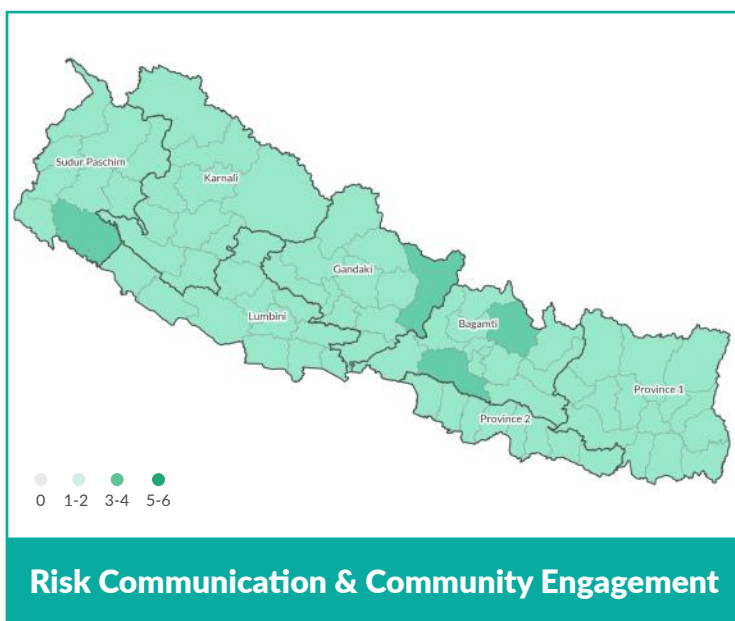 Sudur Paschim
Karnali
Gandaki
Lumbini
Bagamti
Province 1
Province 2
0 1-2 3-4 5-6
Risk Communication & Community Engagement